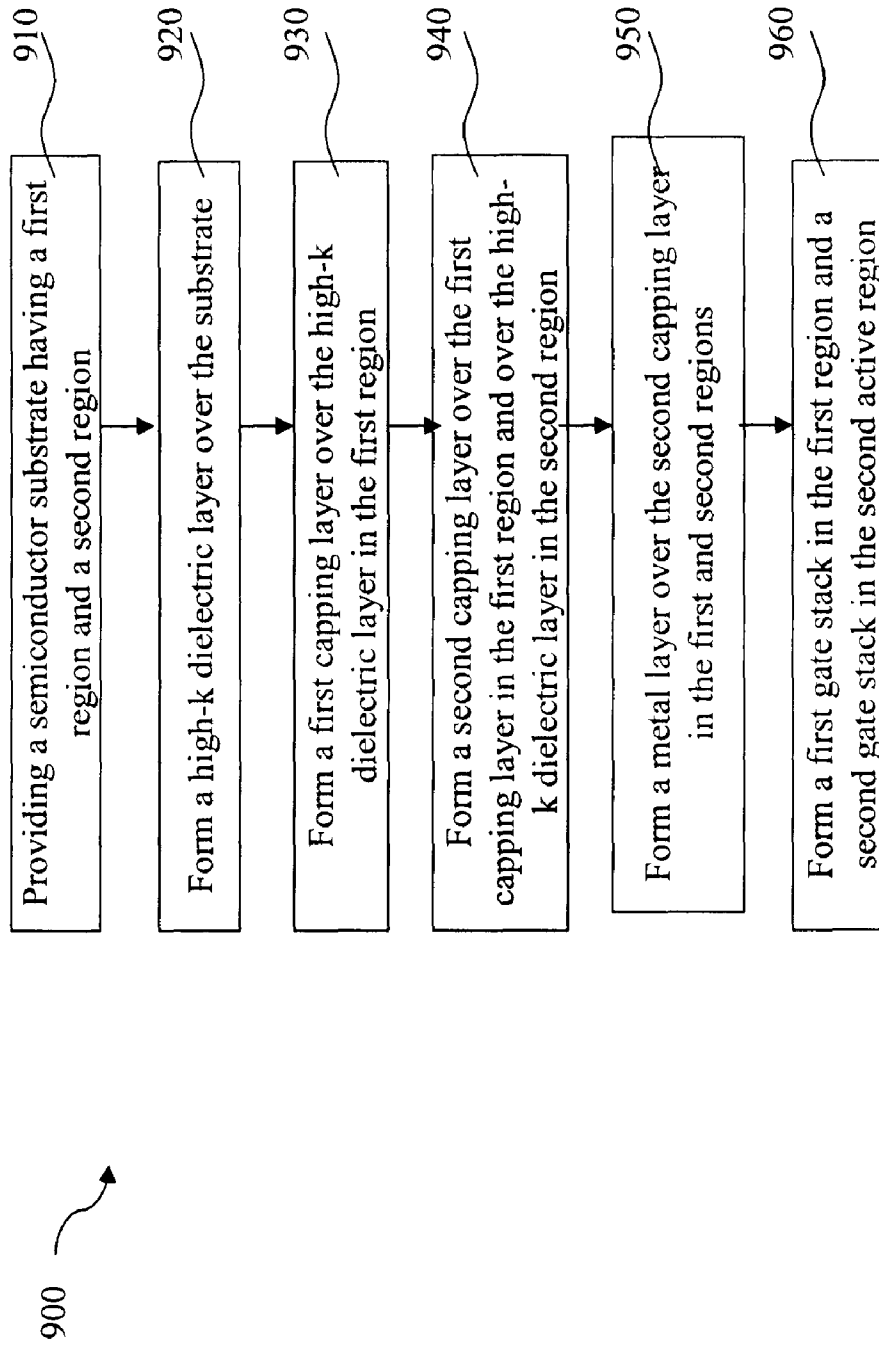 900
910
Providing a semiconductor substrate having a first
region and a second region
920
Form a high-k dielectric layer over the substrate
930
Form a first capping layer over the high-k
dielectric layer in the first region
940
Form a second capping layer over the first
capping layer in the first region and over the high-
k dielectric layer in the second region
950
Form a metal layer over the second capping layer
in the first and second regions
960
Form a first gate stack in the first region and a
second gate stack in the second active region